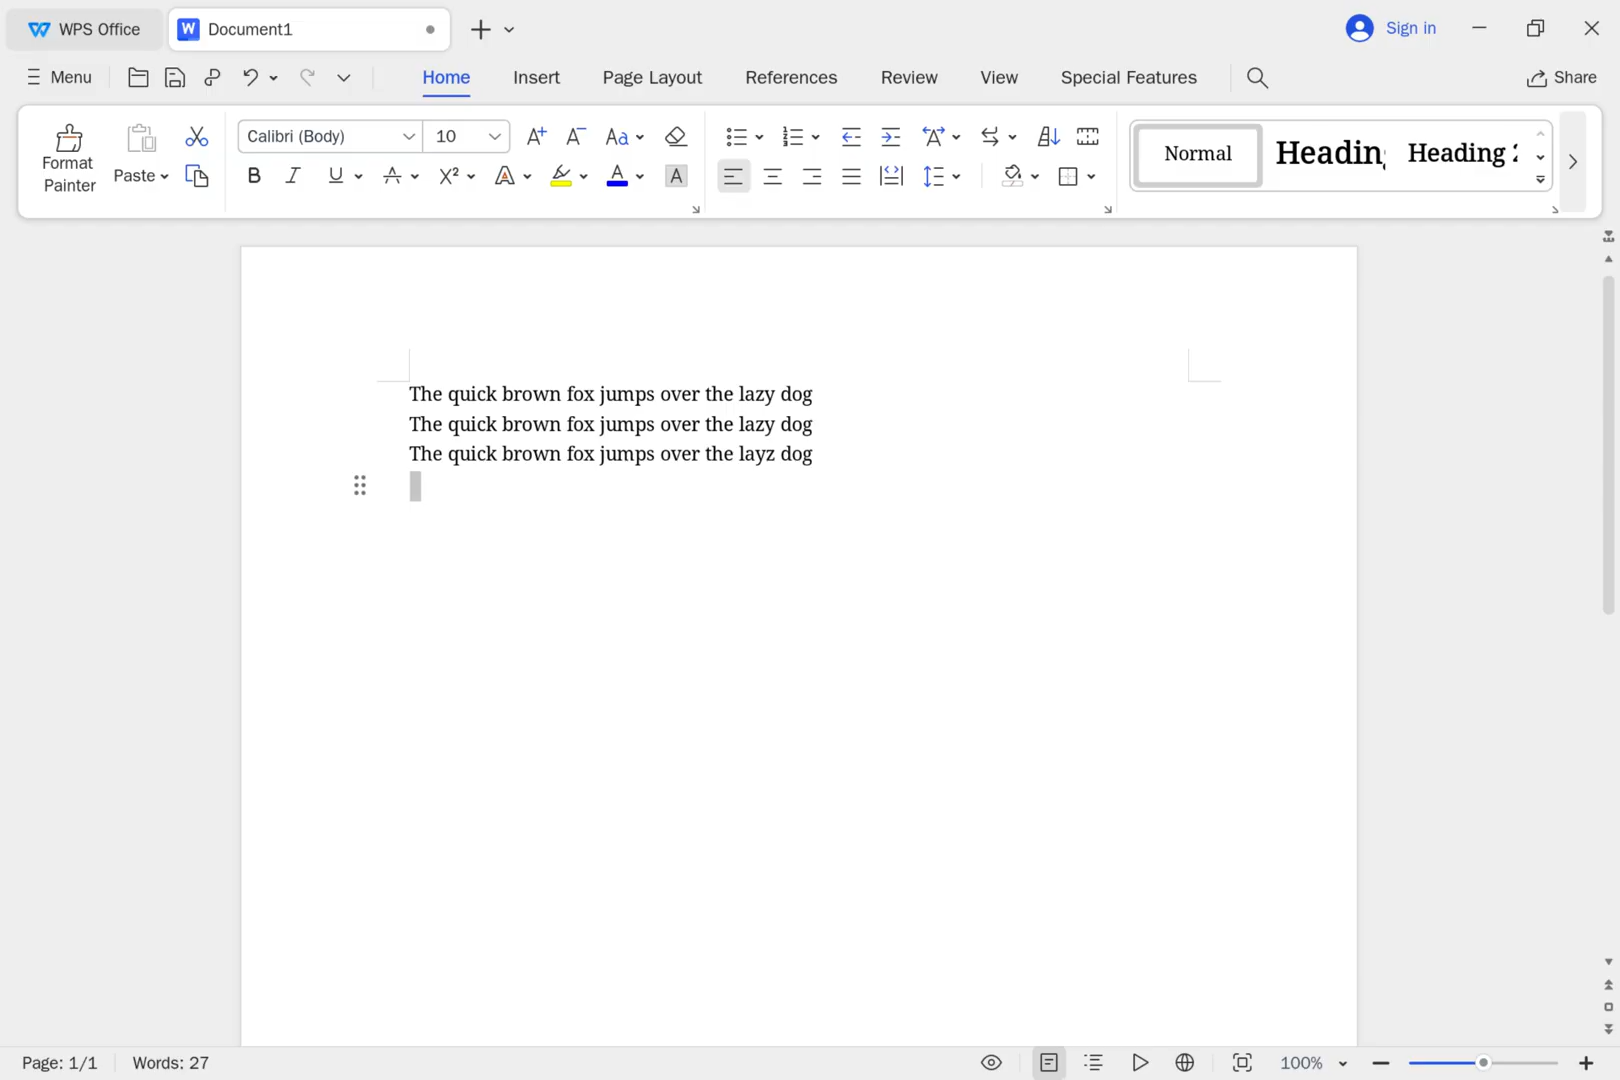 WPS Office
Document1
Sign in
Menu
Home
Insert
Page Layout
References
Review
View
Special Features
Share
Format
Painter
Paste
Calibri (Body)
10
Normal
Heading
Heading 2
The quick brown fox jumps over the lazy dog
The quick brown fox jumps over the lazy dog
The quick brown fox jumps over the layz dog
Page: 1/1
Words: 27
100%